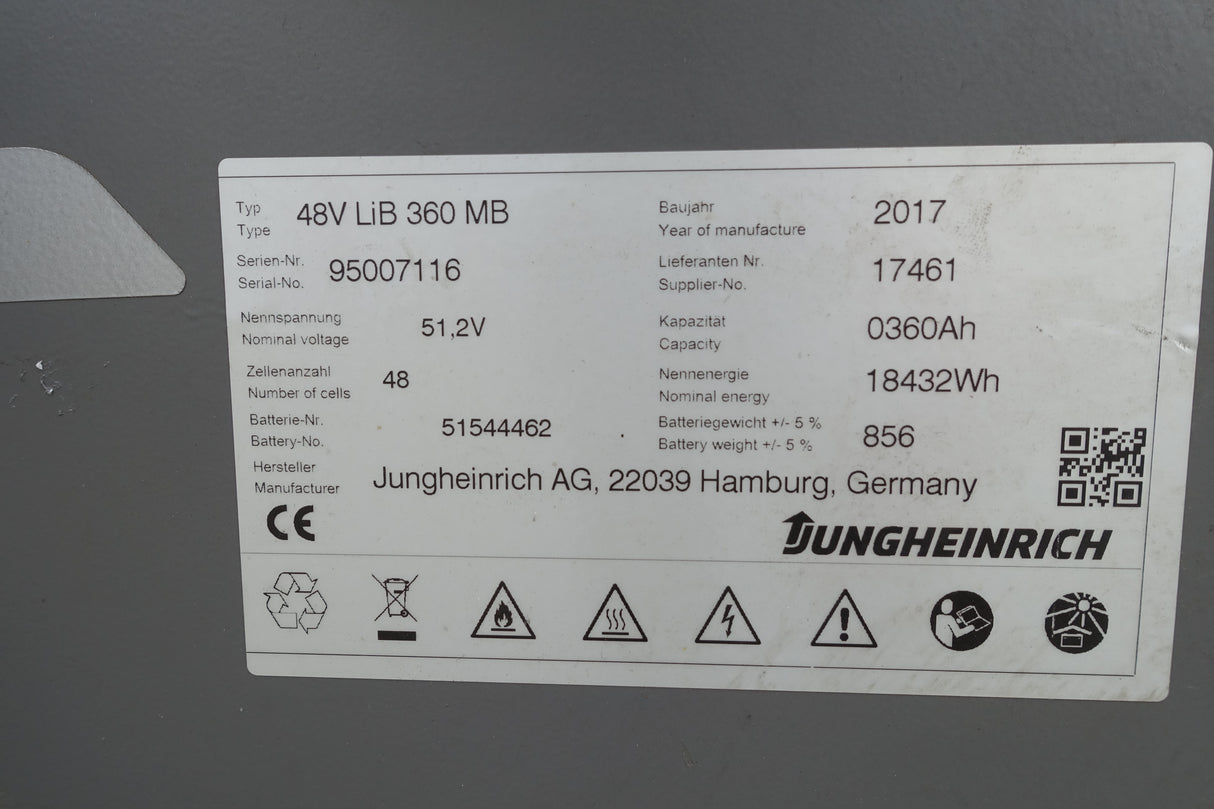 Typ 48V LiB 360 MB Baujahr 2017
Type Year of manufacture
Serien-Nr. 95007116 Lieferanten Nr. 17461
Serial-No. Supplier-No.
Nennspannung 51,2V Kapazität 0360Ah
Nominal voltage Capacity
Zellenanzahl 48 Nennenergie 18432Wh
Number of cells Nominal energy
Batterie-Nr. 51544462 Batteriegewicht +/- 5 % 856
Battery-No. Battery weight +/- 5 %
Hersteller Jungheinrich AG, 22039 Hamburg, Germany
Manufacturer
CE JUNGHEINRICH